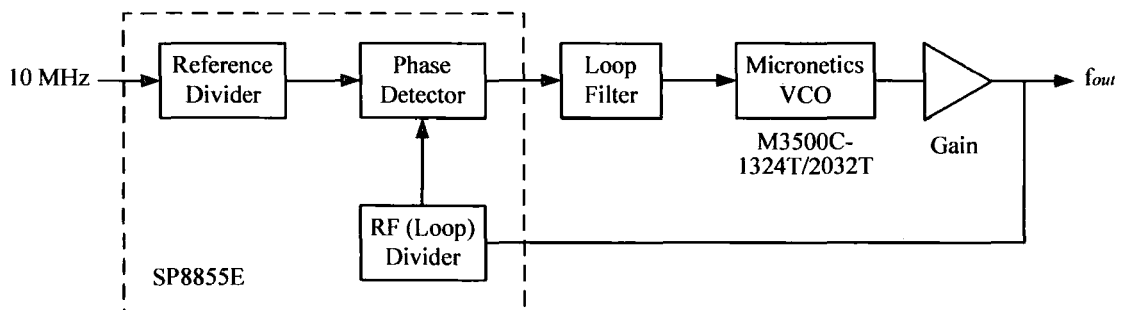 10 MHz
Reference
Divider
Phase
Detector
Loop
Filter
Micronetics
VCO
M3500C-
1324T/2032T
Gain
fout
RF (Loop)
Divider
SP8855E